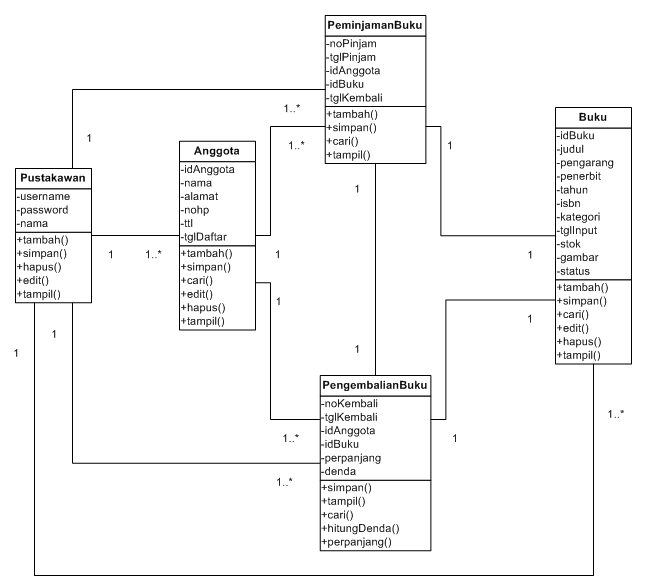 PeminjamanBuku
-noPinjam
-tglPinjam
-idAnggota
-idBuku
-tglKembali
+tambah()
+simpan()
+cari()
+tampil()
1..*
1
1..*
1
Anggota
-idAnggota
-nama
-alamat
-nohp
-ttl
-tglDaftar
+tambah()
+simpan()
+cari()
+edit()
+hapus()
+tampil()
Pustakawan
-username
-password
-nama
+tambah()
+simpan()
+hapus()
+edit()
+tampil()
Buku
-idBuku
-judul
-pengarang
-penerbit
-tahun
-isbn
-kategori
-tglInput
-stok
-gambar
-status
+tambah()
+simpan()
+cari()
+edit()
+hapus()
+tampil()
1
1
1..*
1
1
1
1
1
1
1
1
PengembalianBuku
-noKembali
-tglKembali
-idAnggota
-idBuku
-perpanjang
-denda
+simpan()
+tampil()
+cari()
+hitungDenda()
+perpanjang()
1..*
1
1..*
1..*